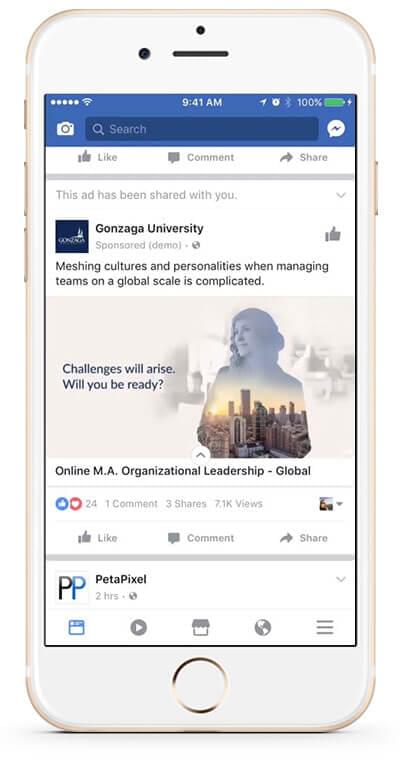 9:41 AM
100%
Search
Like Comment Share
This ad has been shared with you.
GONZAGA
Gonzaga University
Sponsored (demo) ·
Meshing cultures and personalities when managing
teams on a global scale is complicated.
Challenges will arise.
Will you be ready?
Online M.A. Organizational Leadership - Global
24 1 Comment 3 Shares 7.1K Views
Like Comment Share
PP
PetaPixel
2 hrs ·